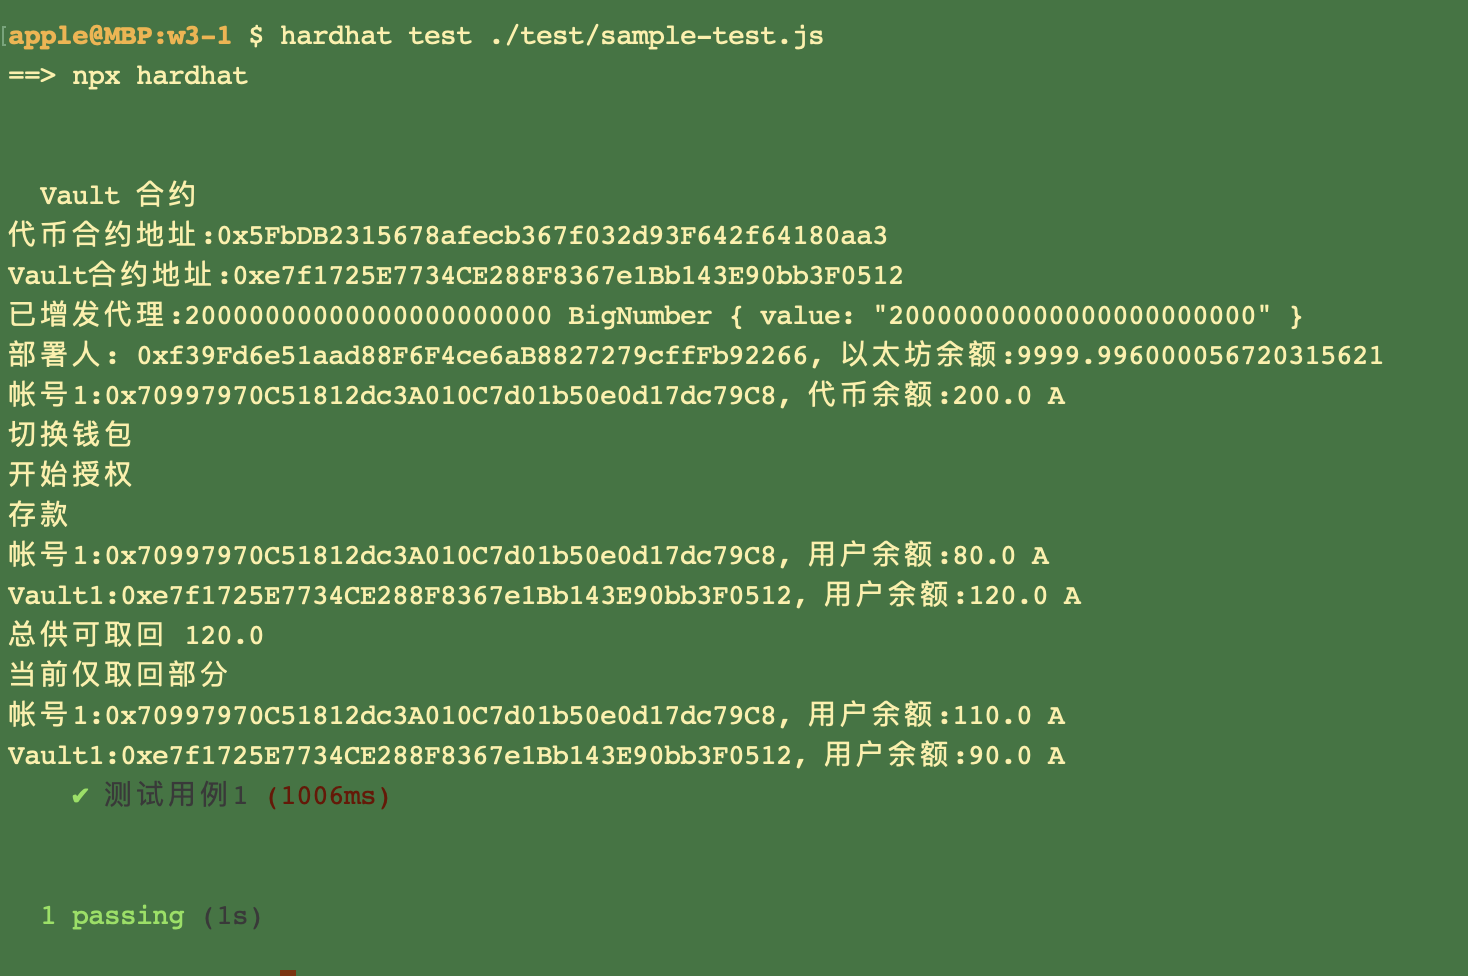 apple@MBP:w3-1 $ hardhat test ./test/sample-test.js
==> npx hardhat
Vault 合约
代币合约地址:0x5FbDB2315678afecb367f032d93F642f64180aa3
Vault合约地址:0xe7f1725E7734CE288F8367e1Bb143E90bb3F0512
已增发代理:20000000000000000000000 BigNumber { value: "20000000000000000000000" }
部署人: 0xf39Fd6e51aad88F6F4ce6aB8827279cffFb92266, 以太坊余额:9999.996000056720315621
帐号1:0x70997970C51812dc3A010C7d01b50e0d17dc79C8, 代币余额:200.0 A
切换钱包
开始授权
存款
帐号1:0x70997970C51812dc3A010C7d01b50e0d17dc79C8, 用户余额:80.0 A
Vault1:0xe7f1725E7734CE288F8367e1Bb143E90bb3F0512, 用户余额:120.0 A
总供可取回 120.0
当前仅取回部分
帐号1:0x70997970C51812dc3A010C7d01b50e0d17dc79C8, 用户余额:110.0 A
Vault1:0xe7f1725E7734CE288F8367e1Bb143E90bb3F0512, 用户余额:90.0 A
✔ 测试用例1 (1006ms)
1 passing (1s)